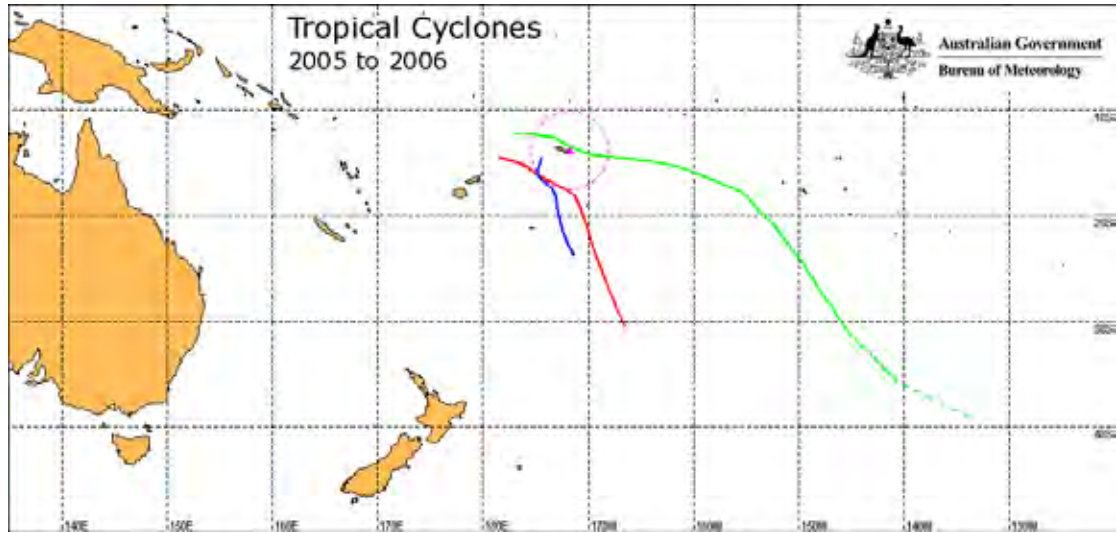 Tropical Cyclones
2005 to 2006
Australian Government
Bureau of Meteorology
140E
150E
160E
170E
180E
170W
160W
150W
140W
130W